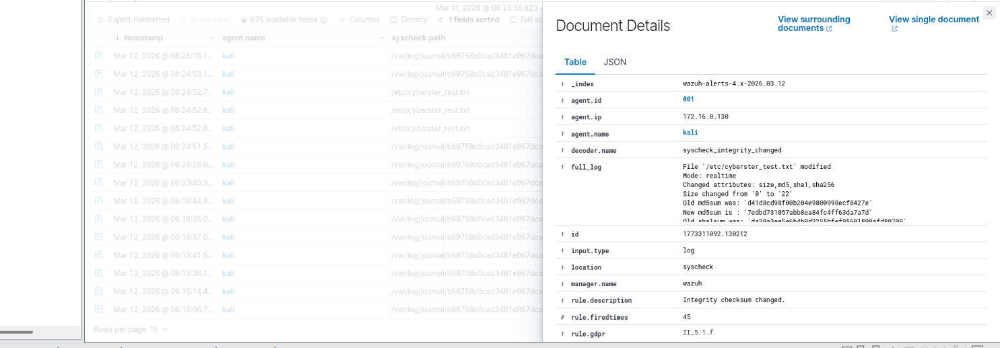 Mar 11, 2026 @ 06:26:55.823 -
Export Formatted Reset view 675 available fields Columns Density 1 fields sorted Full sc
timestamp agent.name syscheck.path
Mar 12, 2026 @ 06:25:10.1... kali /var/log/journal/b69758c0cad3481e967dca
Mar 12, 2026 @ 06:24:53.1... kali /var/log/journal/b69758c0cad3481e967dca
Mar 12, 2026 @ 06:24:52.7... kali /etc/cyberster_test.txt
Mar 12, 2026 @ 06:24:52.6... kali /etc/cyberster_test.txt
Mar 12, 2026 @ 06:24:52.6... kali /etc/cyberster_test.txt
Mar 12, 2026 @ 06:24:51.5... kali /var/log/journal/b69758c0cad3481e967dca
Mar 12, 2026 @ 06:24:28.6... kali /var/log/journal/b69758c0cad3481e967dca
Mar 12, 2026 @ 06:23:49.3... kali /var/log/journal/b69758c0cad3481e967dca
Mar 12, 2026 @ 06:18:44.9... kali /var/log/journal/b69758c0cad3481e967dca
Mar 12, 2026 @ 06:18:35.0... kali /var/log/journal/b69758c0cad3481e967dca
Mar 12, 2026 @ 06:16:37.0... kali /var/log/journal/b69758c0cad3481e967dca
Mar 12, 2026 @ 06:15:41.5... kali /var/log/journal/b69758c0cad3481e967dca
Mar 12, 2026 @ 06:15:36.1... kali /var/log/journal/b69758c0cad3481e967dca
Mar 12, 2026 @ 06:15:14.4... kali /var/log/journal/b69758c0cad3481e967dca
Mar 12, 2026 @ 06:15:06.7... kali /var/log/journal/b69758c0cad3481e967dca
Rows per page: 15
Document Details
View surrounding
documents
View single document
Table JSON
t _index wazuh-alerts-4.x-2026.03.12
t agent.id 001
t agent.ip 172.16.0.130
t agent.name kali
t decoder.name syscheck_integrity_changed
t full_log File '/etc/cyberster_test.txt' modified
Mode: realtime
Changed attributes: size,md5,sha1,sha256
Size changed from '0' to '22'
Old md5sum was: 'd41d8cd98f00b204e9800998ecf8427e'
New md5sum is : '7edbd731057abb8ea84fc4ff63da7a7d'
Old sha1sum was: 'da39a3ee5e6b4b0d3255bfef95601890afd80709'
t id 1773311092.130212
t input.type log
t location syscheck
t manager.name wazuh
t rule.description Integrity checksum changed.
# rule.firedtimes 45
t rule.gdpr II_5.1.f